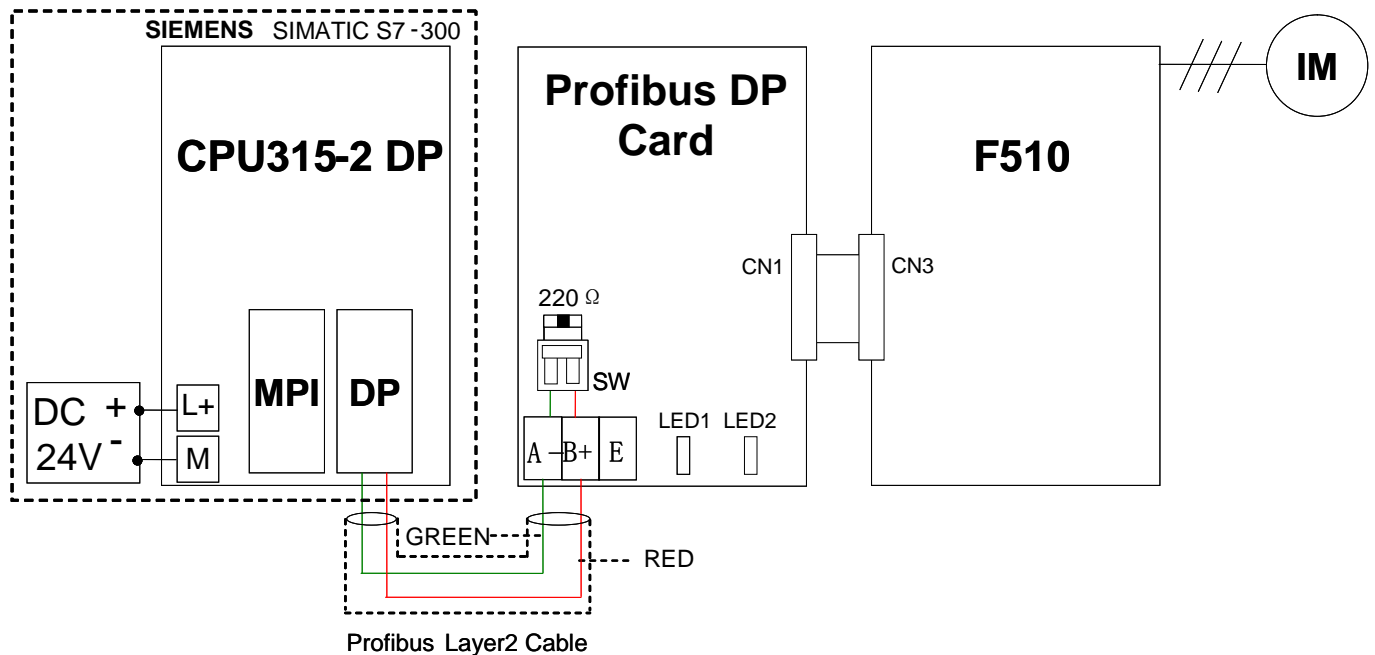 SIEMENS SIMATIC S7-300
CPU315-2 DP
MPI
DP
DC +
24V -
L+
M
Profibus DP
Card
220 Ω
SW
A -
B+
E
LED1
LED2
CN1
CN3
F510
IM
GREEN
RED
Profibus Layer2 Cable